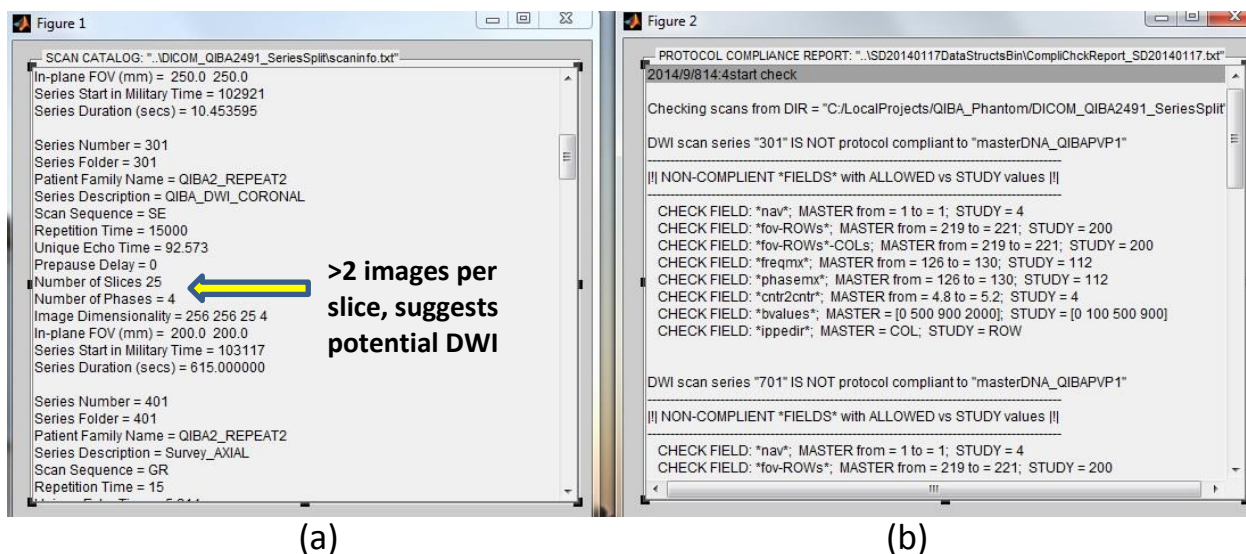 Figure 1
SCAN CATALOG: "..\DICOM_QIBA2491_SeriesSplit\scaninfo.txt"
In-plane FOV (mm) = 250.0 250.0
Series Start in Military Time = 102921
Series Duration (secs) = 10.453595
Series Number = 301
Series Folder = 301
Patient Family Name = QIBA2_REPEAT2
Series Description = QIBA_DWI_CORONAL
Scan Sequence = SE
Repetition Time = 15000
Unique Echo Time = 92.573
Prepause Delay = 0
Number of Slices 25
Number of Phases = 4
Image Dimensionality = 256 256 25 4
In-plane FOV (mm) = 200.0 200.0
Series Start in Military Time = 103117
Series Duration (secs) = 615.000000
Series Number = 401
Series Folder = 401
Patient Family Name = QIBA2_REPEAT2
Series Description = Survey_AXIAL
Scan Sequence = GR
Repetition Time = 15
>2 images per
slice, suggests
potential DWI
(a)
Figure 2
PROTOCOL COMPLIANCE REPORT: "..\SD20140117DataStructsBin\CompliChckReport_SD20140117.txt"
2014/9/814:4start check
Checking scans from DIR = "C:/LocalProjects/QIBA_Phantom/DICOM_QIBA2491_SeriesSplit"
DWI scan series "301" IS NOT protocol compliant to "masterDNA_QIBAPVP1"
|!| NON-COMPLIENT *FIELDS* with ALLOWED vs STUDY values |!|
CHECK FIELD: *nav*; MASTER from = 1 to = 1; STUDY = 4
CHECK FIELD: *fov-ROWs*; MASTER from = 219 to = 221; STUDY = 200
CHECK FIELD: *fov-ROWs*-COLs; MASTER from = 219 to = 221; STUDY = 200
CHECK FIELD: *freqmx*; MASTER from = 126 to = 130; STUDY = 112
CHECK FIELD: *phasemx*; MASTER from = 126 to = 130; STUDY = 112
CHECK FIELD: *cntr2cntr*; MASTER from = 4.8 to = 5.2; STUDY = 4
CHECK FIELD: *bvalues*; MASTER = [0 500 900 2000]; STUDY = [0 100 500 900]
CHECK FIELD: *ippedir*; MASTER = COL; STUDY = ROW
DWI scan series "701" IS NOT protocol compliant to "masterDNA_QIBAPVP1"
|!| NON-COMPLIENT *FIELDS* with ALLOWED vs STUDY values |!|
CHECK FIELD: *nav*; MASTER from = 1 to = 1; STUDY = 4
CHECK FIELD: *fov-ROWs*; MASTER from = 219 to = 221; STUDY = 200
(b)